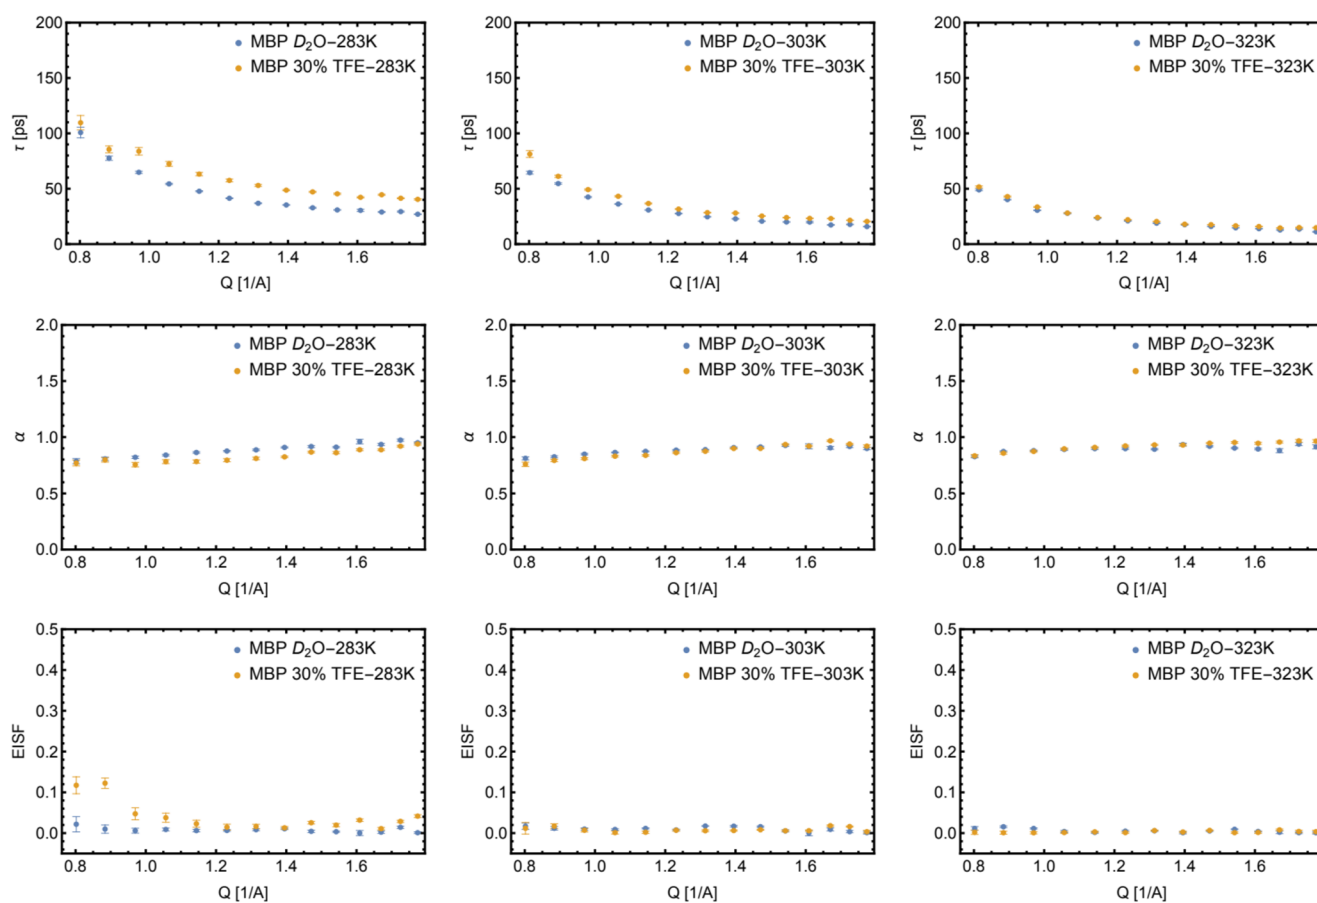 200
150
100
50
0
τ [ps]
MBP D₂O–283K
MBP 30% TFE–283K
0.8 1.0 1.2 1.4 1.6
Q [1/A]
200
150
100
50
0
τ [ps]
MBP D₂O–303K
MBP 30% TFE–303K
0.8 1.0 1.2 1.4 1.6
Q [1/A]
200
150
100
50
0
τ [ps]
MBP D₂O–323K
MBP 30% TFE–323K
0.8 1.0 1.2 1.4 1.6
Q [1/A]
2.0
1.5
1.0
0.5
0.0
α
MBP D₂O–283K
MBP 30% TFE–283K
0.8 1.0 1.2 1.4 1.6
Q [1/A]
2.0
1.5
1.0
0.5
0.0
α
MBP D₂O–303K
MBP 30% TFE–303K
0.8 1.0 1.2 1.4 1.6
Q [1/A]
2.0
1.5
1.0
0.5
0.0
α
MBP D₂O–323K
MBP 30% TFE–323K
0.8 1.0 1.2 1.4 1.6
Q [1/A]
0.5
0.4
0.3
0.2
0.1
0.0
EISF
MBP D₂O–283K
MBP 30% TFE–283K
0.8 1.0 1.2 1.4 1.6
Q [1/A]
0.5
0.4
0.3
0.2
0.1
0.0
EISF
MBP D₂O–303K
MBP 30% TFE–303K
0.8 1.0 1.2 1.4 1.6
Q [1/A]
0.5
0.4
0.3
0.2
0.1
0.0
EISF
MBP D₂O–323K
MBP 30% TFE–323K
0.8 1.0 1.2 1.4 1.6
Q [1/A]